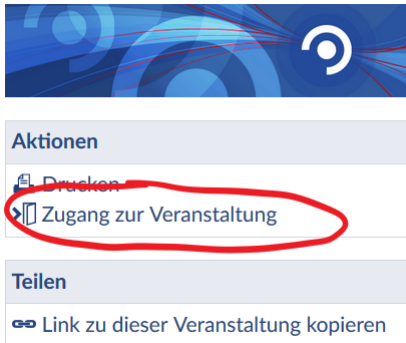 Aktionen
Drucken
Zugang zur Veranstaltung
Teilen
Link zu dieser Veranstaltung kopieren